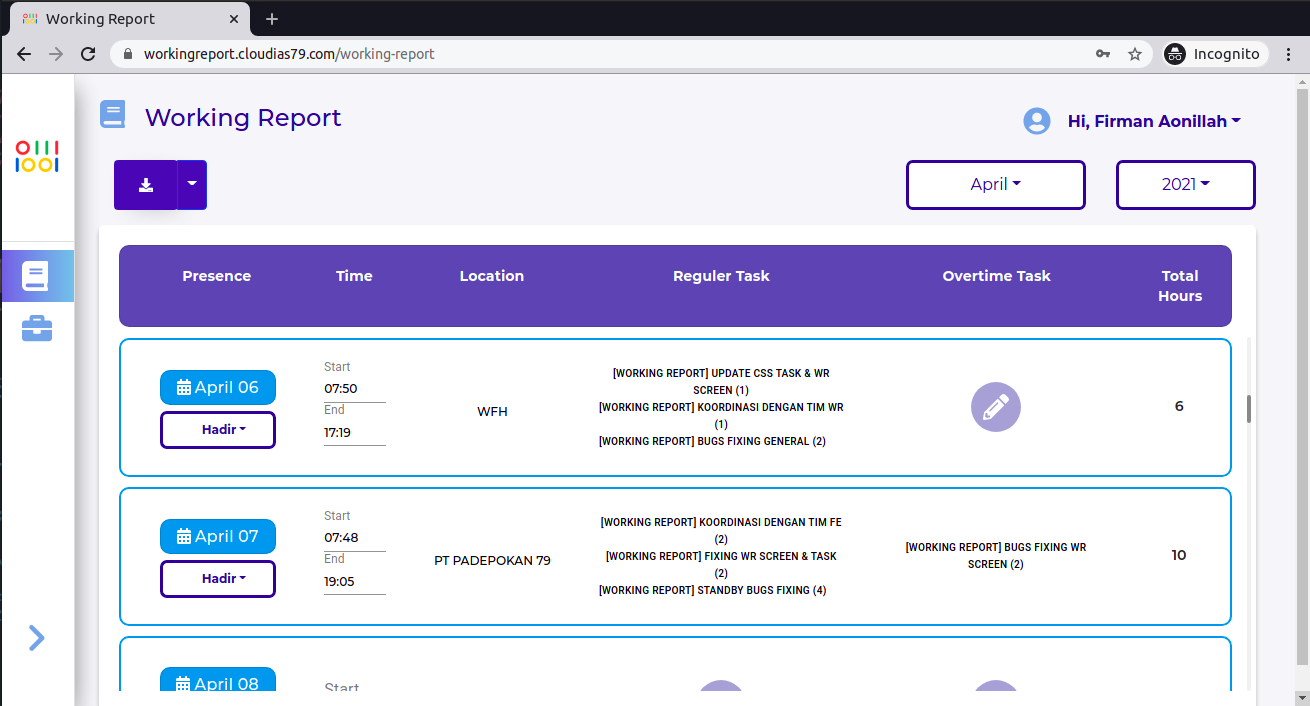 Working Report
workingreport.cloudias79.com/working-report
Incognito
Working Report
Hi, Firman Aonillah
April
2021
Presence
Time
Location
Reguler Task
Overtime Task
Total
Hours
April 06
Hadir
Start
07:50
End
17:19
WFH
[WORKING REPORT] UPDATE CSS TASK & WR
SCREEN (1)
[WORKING REPORT] KOORDINASI DENGAN TIM WR
(1)
[WORKING REPORT] BUGS FIXING GENERAL (2)
6
April 07
Hadir
Start
07:48
End
19:05
PT PADEPOKAN 79
[WORKING REPORT] KOORDINASI DENGAN TIM FE
(2)
[WORKING REPORT] FIXING WR SCREEN & TASK
(2)
[WORKING REPORT] STANDBY BUGS FIXING (4)
[WORKING REPORT] BUGS FIXING WR
SCREEN (2)
10
April 08
Start